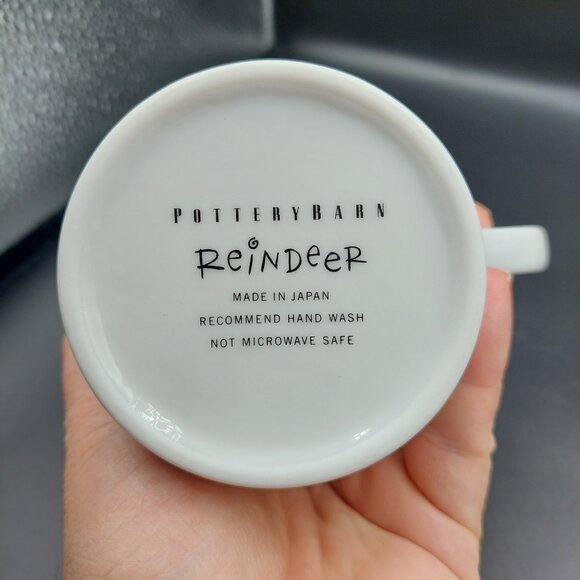 POTTERYBARN
ReiNDeeR
MADE IN JAPAN
RECOMMEND HAND WASH
NOT MICROWAVE SAFE